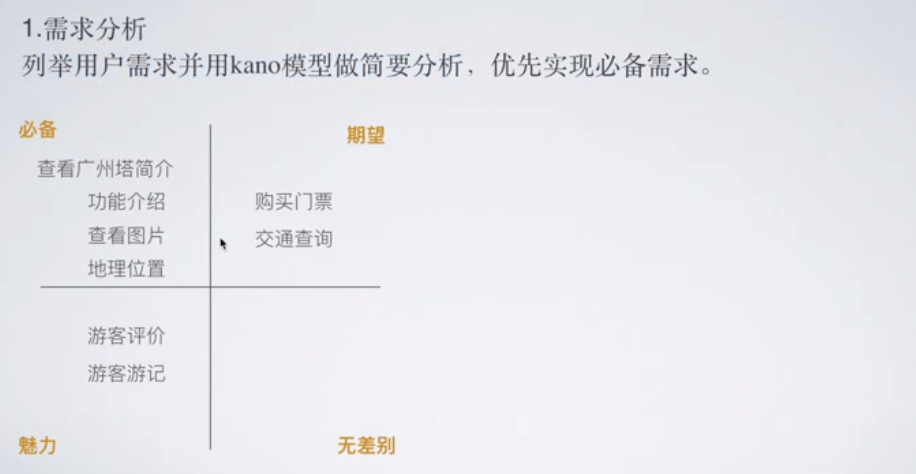 1.需求分析
列举用户需求并用kano模型做简要分析，优先实现必备需求。
必备
期望
查看广州塔简介
功能介绍
购买门票
查看图片
交通查询
地理位置
游客评价
游客游记
魅力
无差别